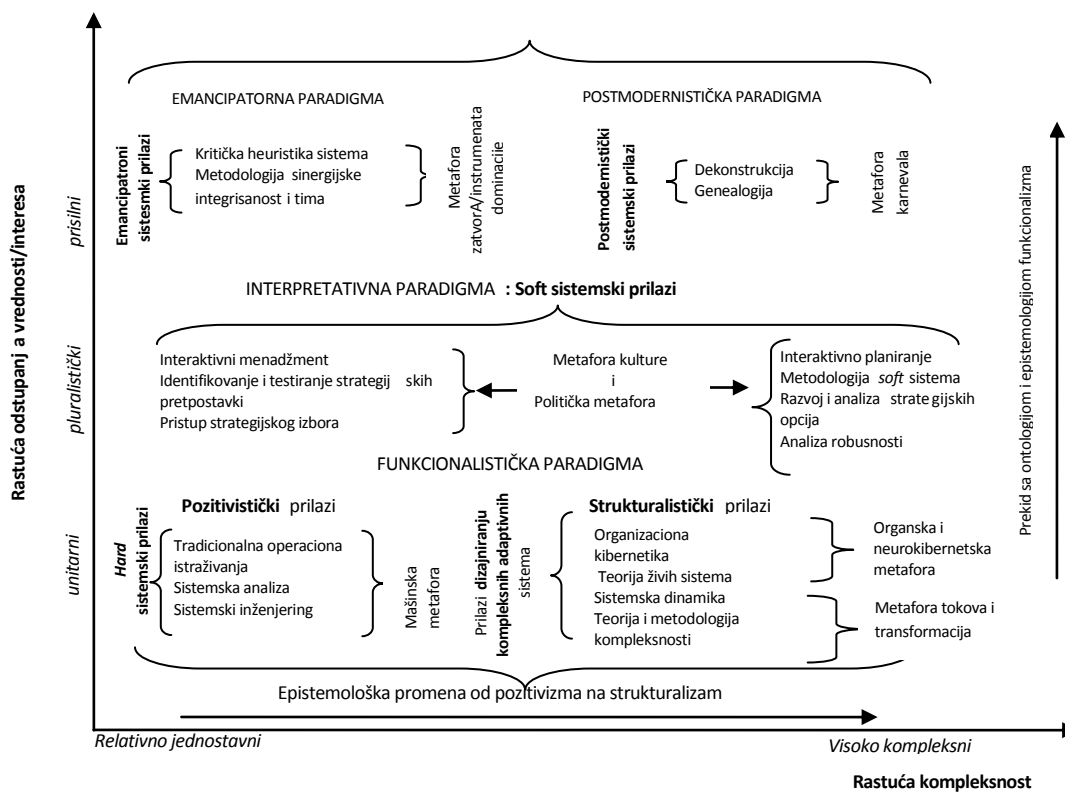 EMANCIPATORNA PARADIGMA
POSTMODERNISTIČKA PARADIGMA
Emancipatroni
sistesmki prilazi
Kritička heuristika sistema
Metodologija sinergijske
integrisanost i tima
Metafora
zatvorA/instrumenata
dominacije
Postmodernistički
sistemski prilazi
Dekonstrukcija
Genealogija
Metafora
karnevala
prisilni
Rastuća odstupanj a vrednosti/interesa
Prekid sa ontologijom i epistemologijom funkcionalizma
INTERPRETATIVNA PARADIGMA : Soft sistemski prilazi
pluralistički
Interaktivni menadžment
Identifikovanje i testiranje strategij skih
pretpostavki
Pristup strategijskog izbora
Metafora kulture
i
Politička metafora
Interaktivno planiranje
Metodologija soft sistema
Razvoj i analiza strate gijskih
opcija
Analiza robusnosti
FUNKCIONALISTIČKA PARADIGMA
unitarni
Hard
sistemski prilazi
Pozitivistički prilazi
Tradicionalna operaciona
istraživanja
Sistemska analiza
Sistemski inženjering
Mašinska
metafora
Prilazi dizajniranju
kompleksnih adaptivnih
sistema
Strukturalistički prilazi
Organizaciona
kibernetika
Teorija živih sistema
Sistemska dinamika
Teorija i metodologija
kompleksnosti
Organska i
neurokibernetska
metafora
Metafora tokova i
transformacija
Epistemološka promena od pozitivizma na strukturalizam
Relativno jednostavni
Visoko kompleksni
Rastuća kompleksnost